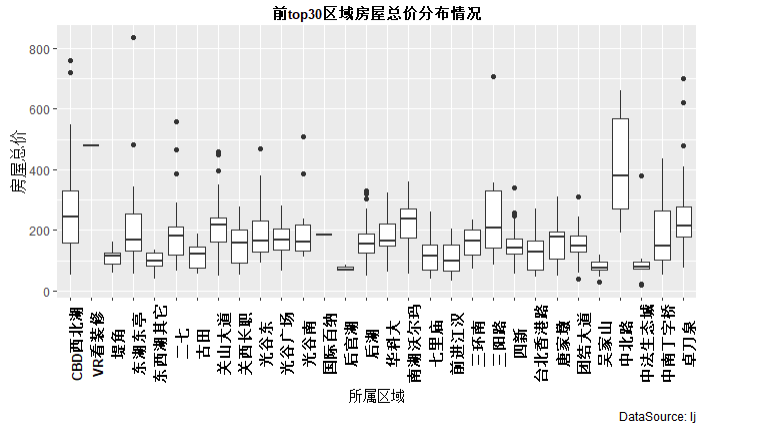 前top30区域房屋总价分布情况
房屋总价
800
600
400
200
0
CBD西北湖
VR看装修
堤角
东湖东亭
东西湖其它
二七
古田
关山大道
关西长职
光谷东
光谷广场
光谷南
国际百纳
后官湖
后湖
华科大
南湖沃尔玛
七里庙
前进江汉
三环南
三阳路
四新
台北香港路
唐家墩
团结大道
吴家山
中北路
中法生态城
中南丁字桥
卓刀泉
所属区域
DataSource: lj